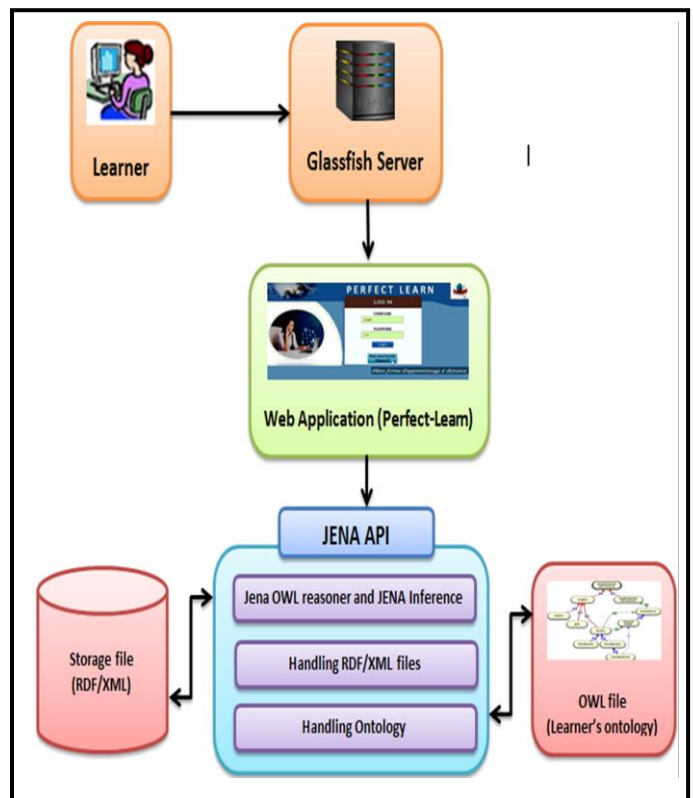 Learner
Glassfish Server
PERFECT LEARN
LOG IN
Web Application (Perfect-Learn)
JENA API
Jena OWL reasoner and JENA Inference
Handling RDF/XML files
Handling Ontology
Storage file
(RDF/XML)
OWL file
(Learner's ontology)